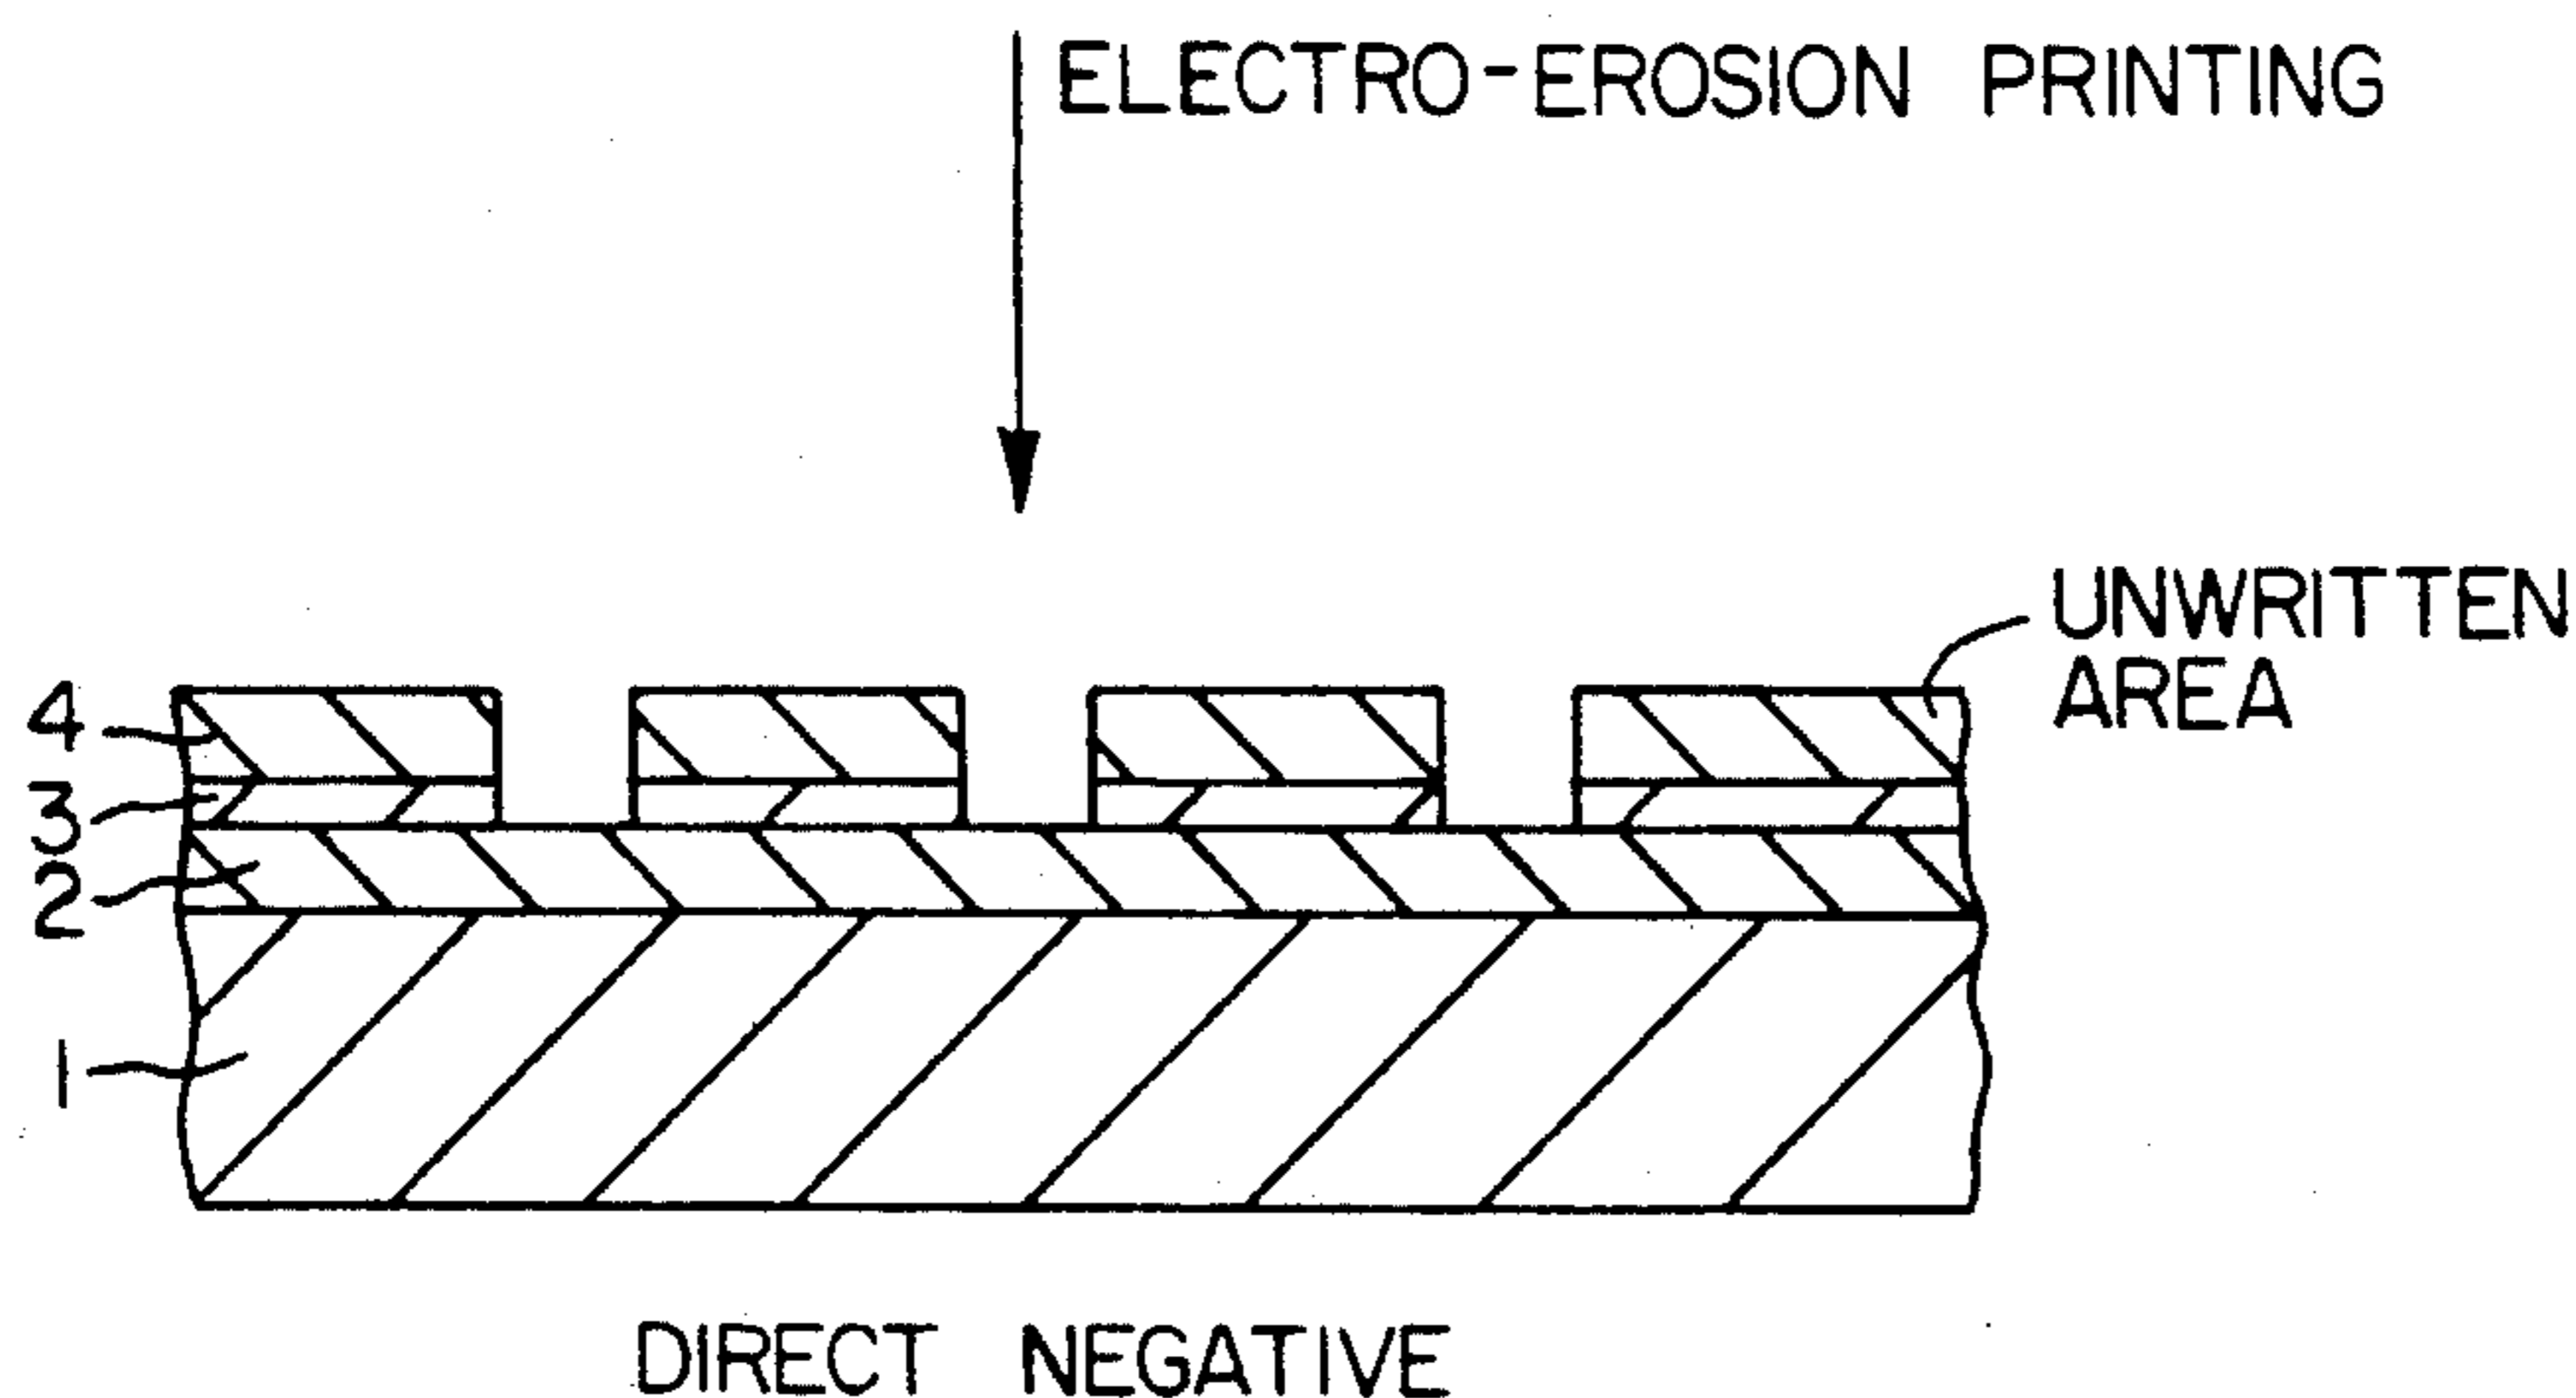 ELECTRO-EROSION PRINTING
UNWRITTEN
AREA
4
3
2
1
DIRECT NEGATIVE